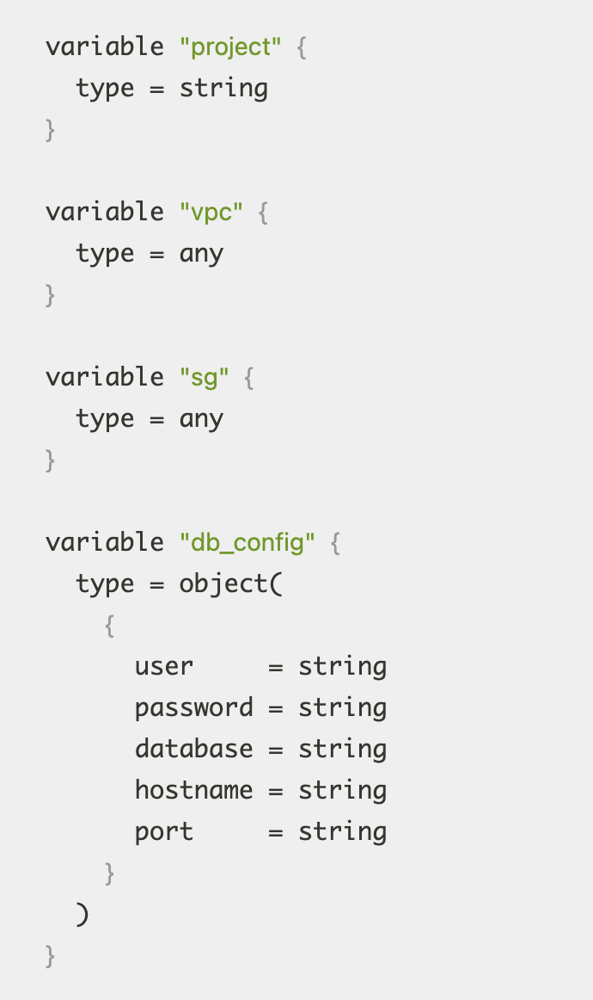 variable "project" {
  type = string
}

variable "vpc" {
  type = any
}

variable "sg" {
  type = any
}

variable "db_config" {
  type = object(
    {
      user     = string
      password = string
      database = string
      hostname = string
      port     = string
    }
  )
}